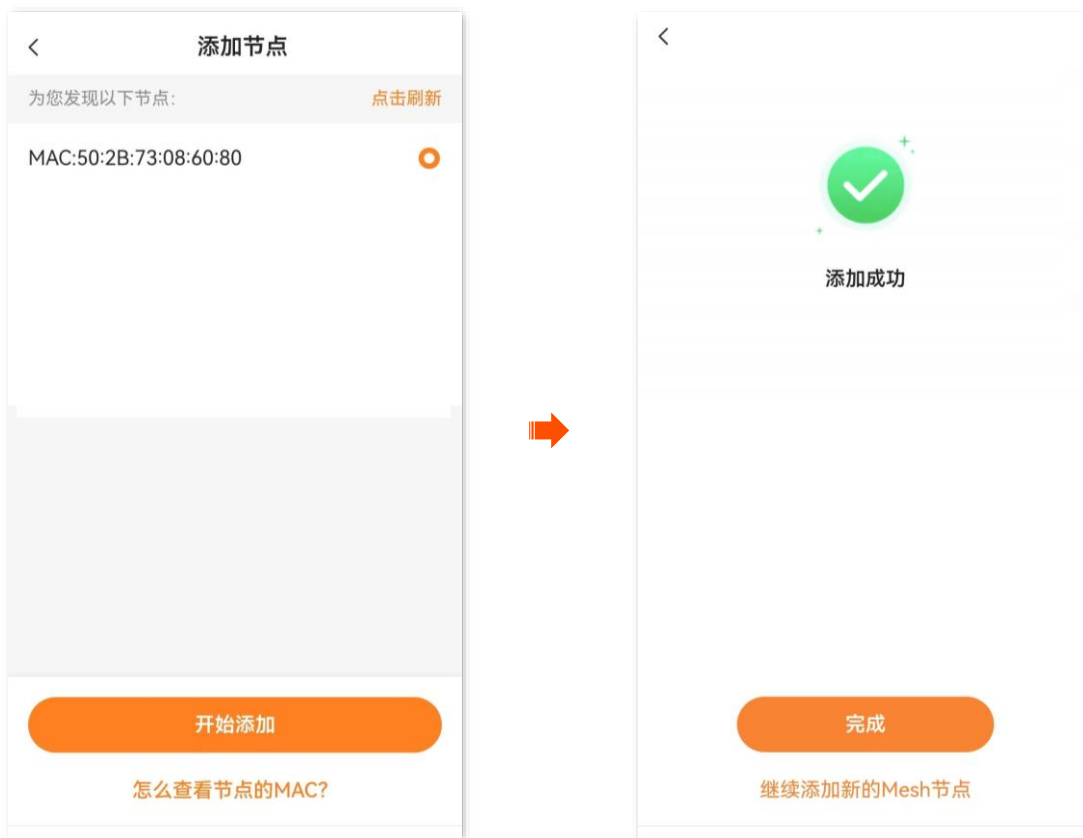 添加节点
为您发现以下节点:
点击刷新
MAC:50:2B:73:08:60:80
开始添加
怎么查看节点的MAC?
添加成功
完成
继续添加新的Mesh节点